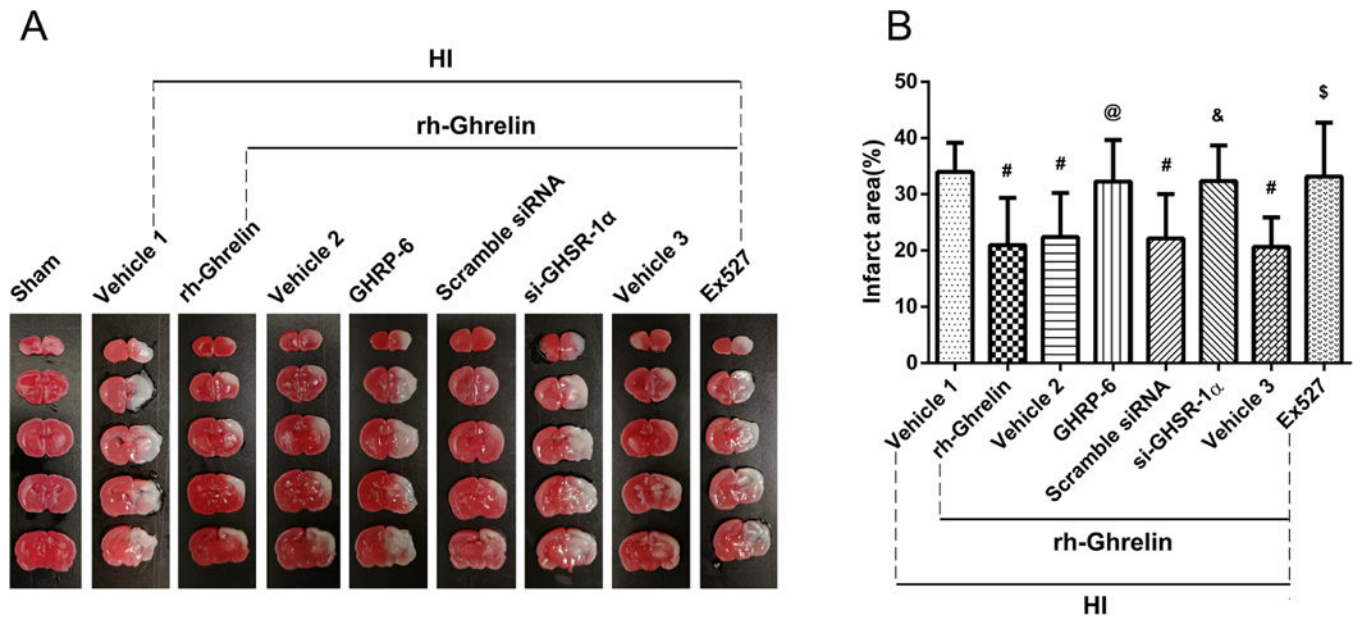 A
HI
rh-Ghrelin
Sham
Vehicle 1
rh-Ghrelin
Vehicle 2
GHRP-6
Scramble siRNA
si-GHSR-1α
Vehicle 3
Ex527
B
Infarct area(%)
50
40
30
20
10
0
#
#
@
#
&
#
$
Vehicle 1
rh-Ghrelin
Vehicle 2
GHRP-6
Scramble siRNA
si-GHSR-1α
Vehicle 3
Ex527
rh-Ghrelin
HI